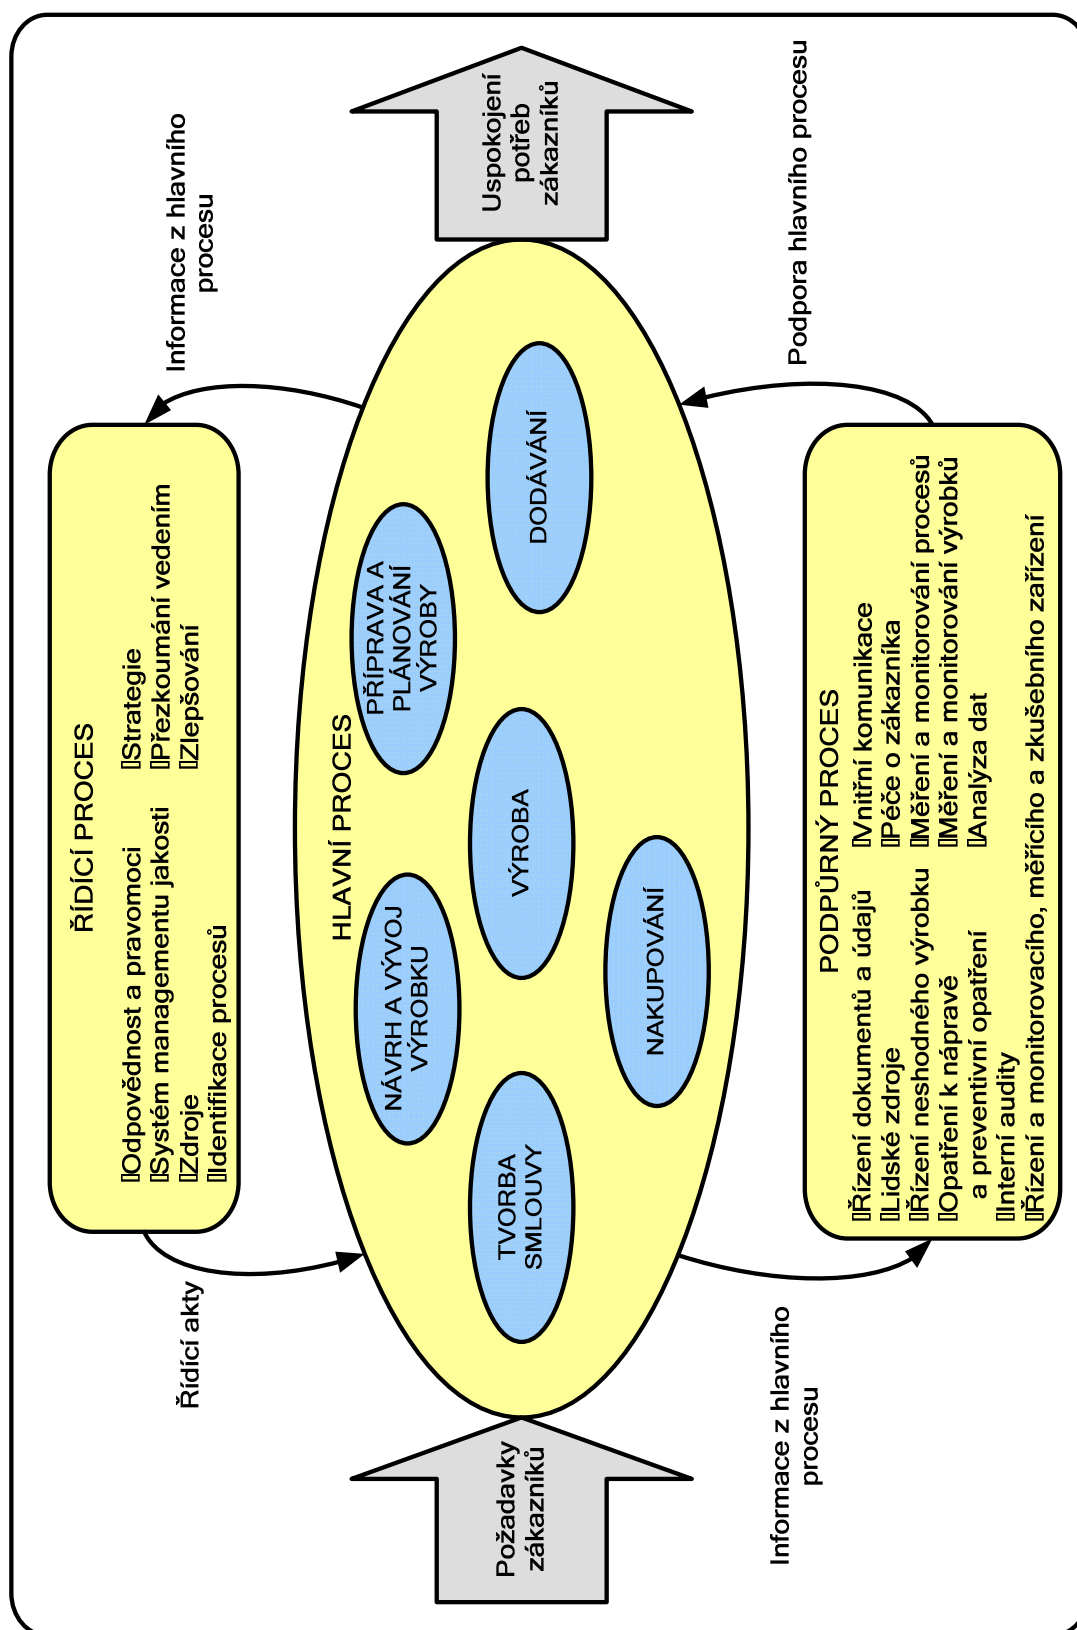 ŘÍDÍCÍ PROCES
Odpovědnost a pravomoci
Systém managementu jakosti
Zdroje
Identifikace procesů
Strategie
Přezkoumání vedením
Zlepšování
Řídící akty
Informace z hlavního
procesu
HLAVNÍ PROCES
Požadavky
zákazníků
TVORBA
SMLOUVY
NÁVRH A VÝVOJ
VÝROBKU
VÝROBA
NAKUPOVÁNÍ
PŘÍPRAVA A
PLÁNOVÁNÍ
VÝROBY
DODÁVÁNÍ
Uspokojení
potřeb
zákazníků
Informace z hlavního
procesu
Podpora hlavního procesu
PODPŮRNÝ PROCES
Řízení dokumentů a údajů
Lidské zdroje
Řízení neshodného výrobku
Opatření k nápravě
a preventivní opatření
Interní audity
Řízení a monitorovacího, měřícího a zkušebního zařízení
Vnitřní komunikace
Péče o zákazníka
Měření a monitorování procesů
Měření a monitorování výrobků
Analýza dat